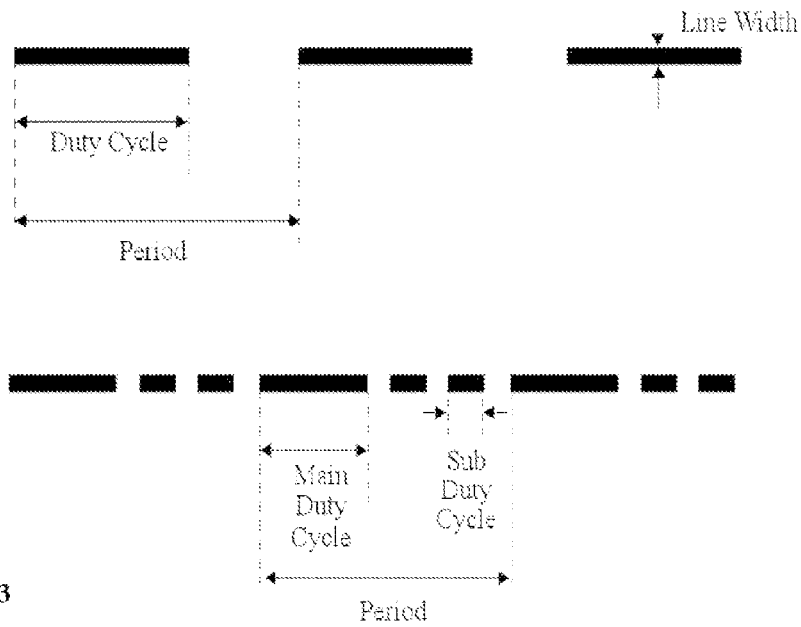 Line Width
Duty Cycle
Period
Main
Duty
Cycle
Sub
Duty
Cycle
3
Period